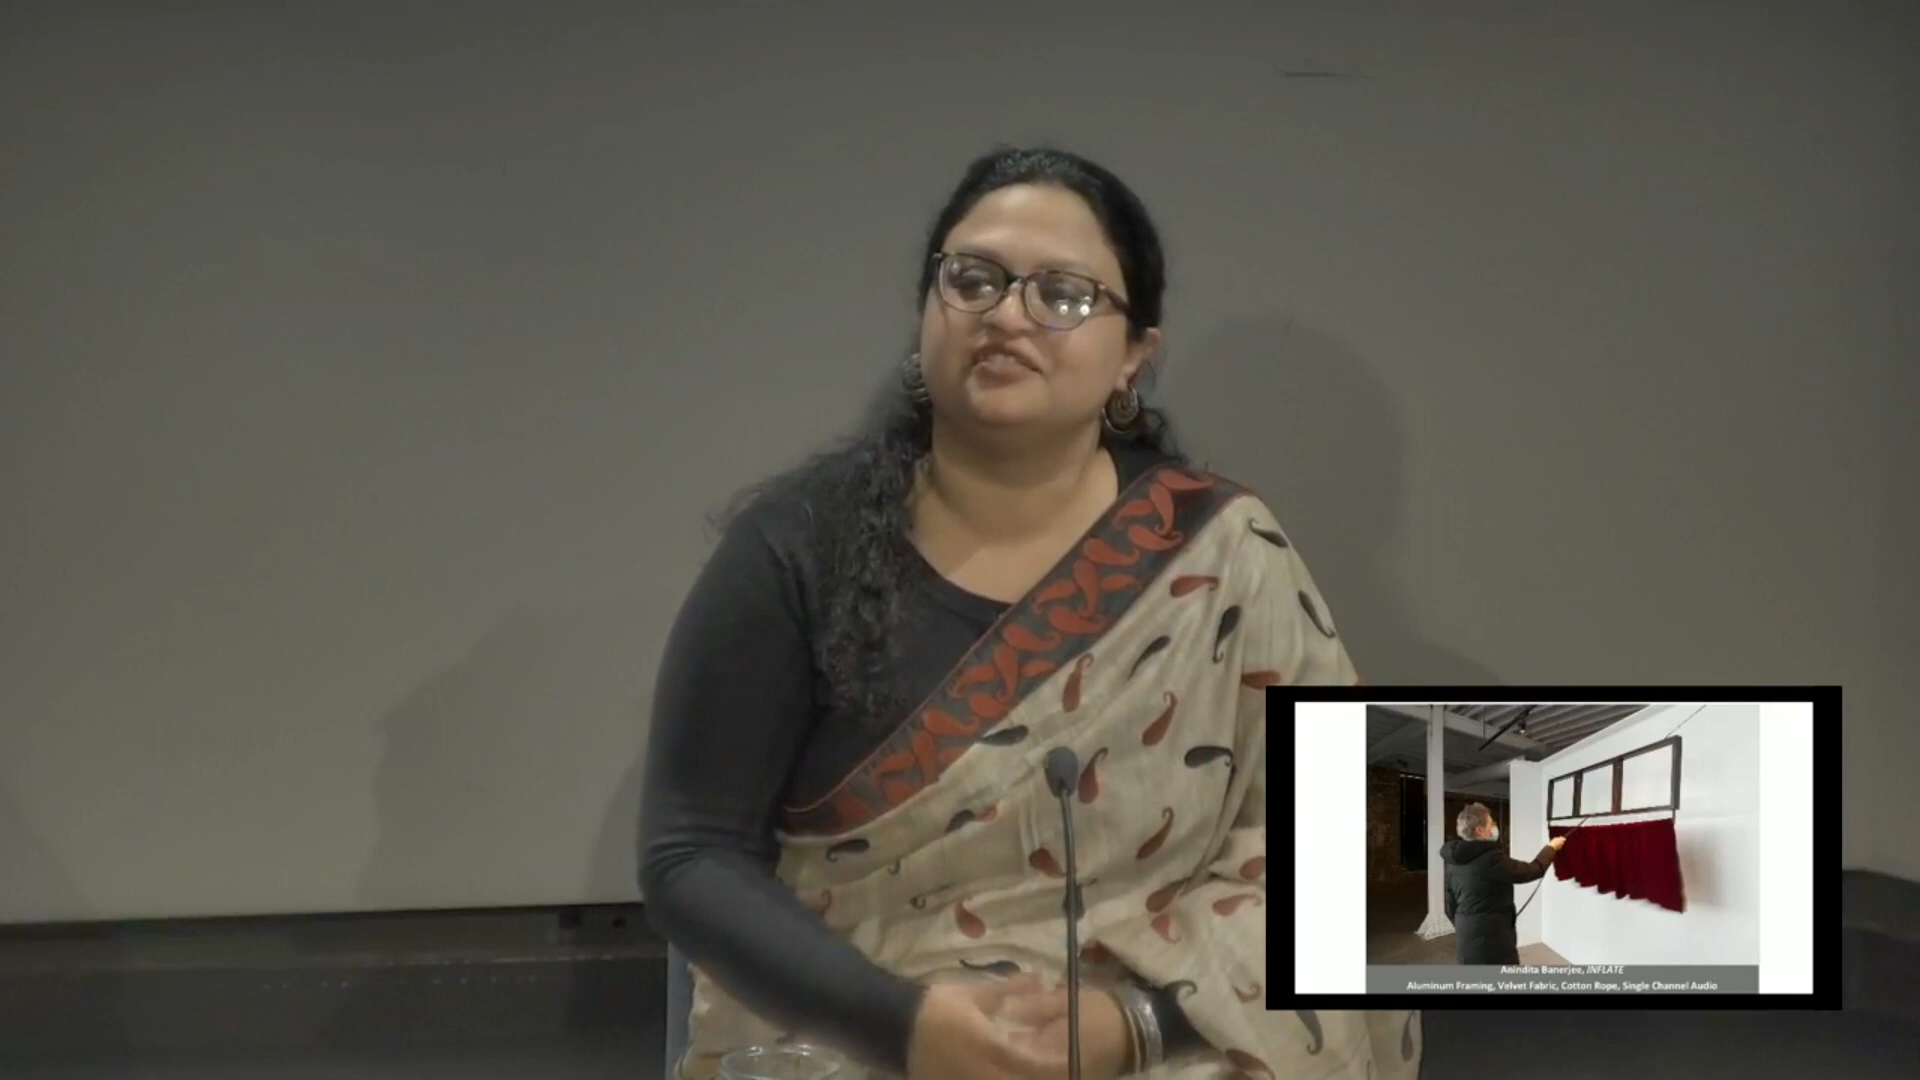 Anindita Banerjee, INFLATE
Aluminum Framing, Velvet Fabric, Cotton Rope, Single Channel Audio